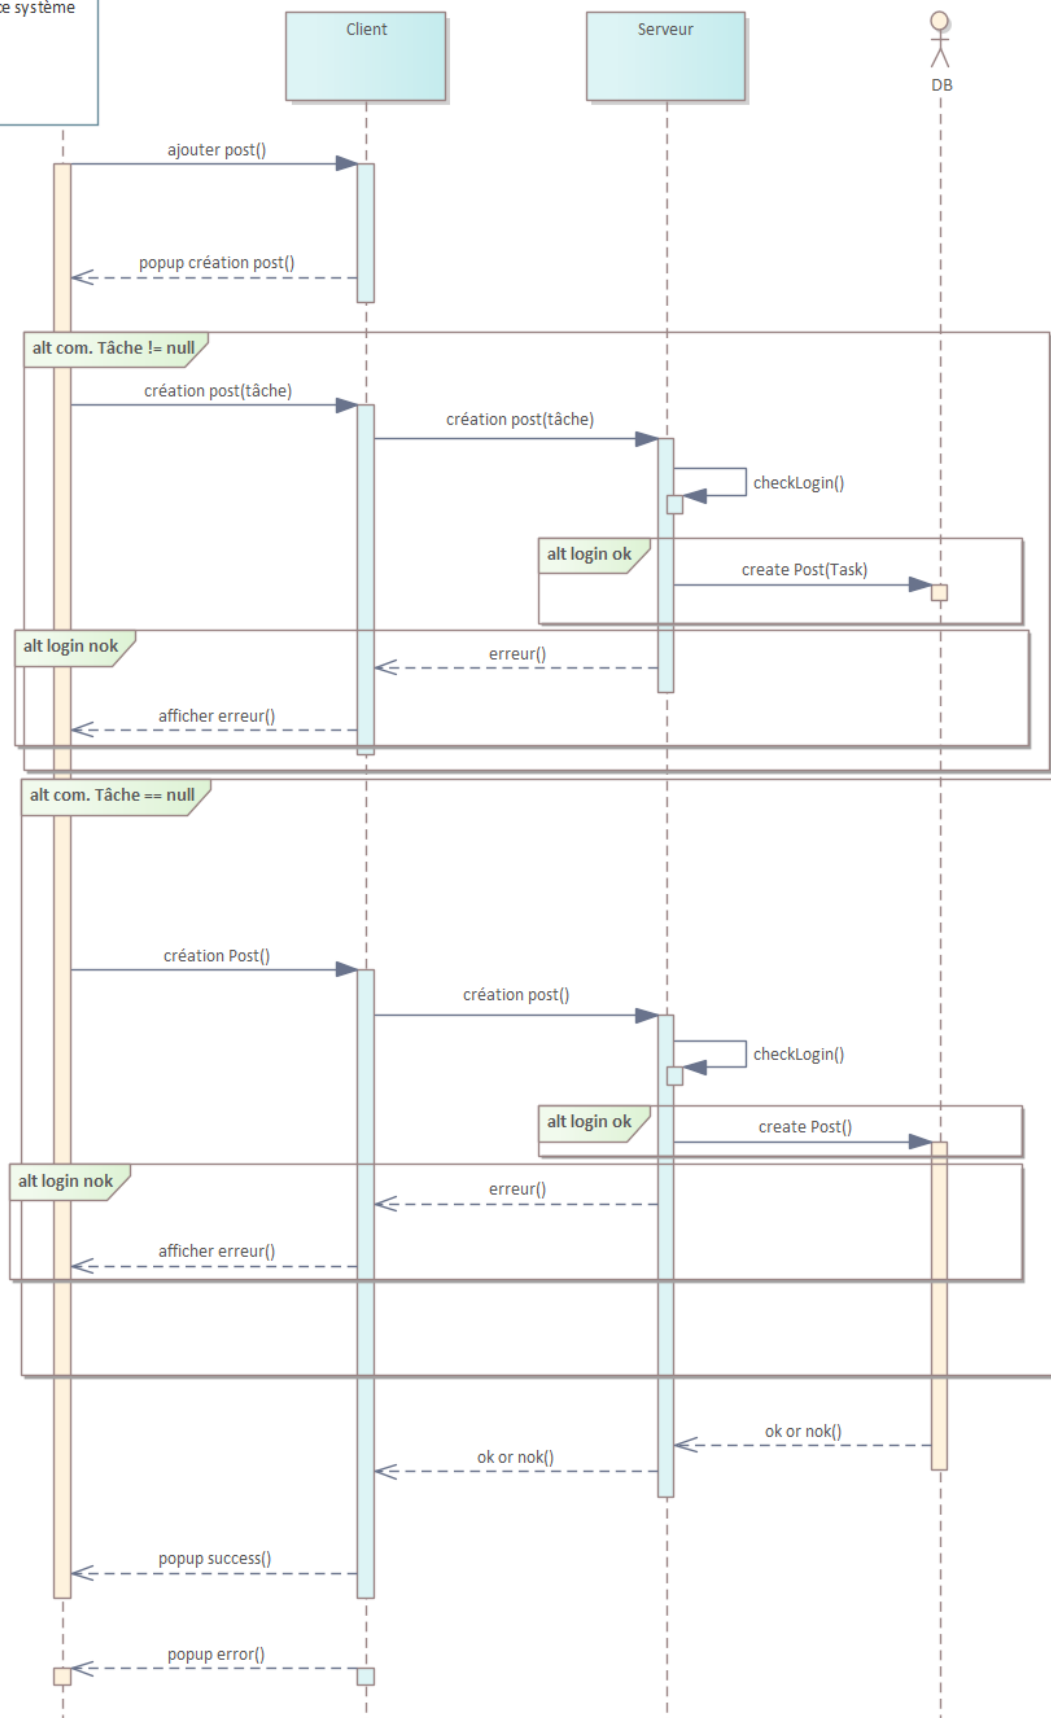 système
Client
Serveur
DB
ajouter post()
popup création post()
alt com. Tâche != null
création post(tâche)
création post(tâche)
checkLogin()
alt login ok
create Post(Task)
alt login nok
erreur()
afficher erreur()
alt com. Tâche == null
création Post()
création post()
checkLogin()
alt login ok
create Post()
alt login nok
erreur()
afficher erreur()
ok or nok()
ok or nok()
popup success()
popup error()